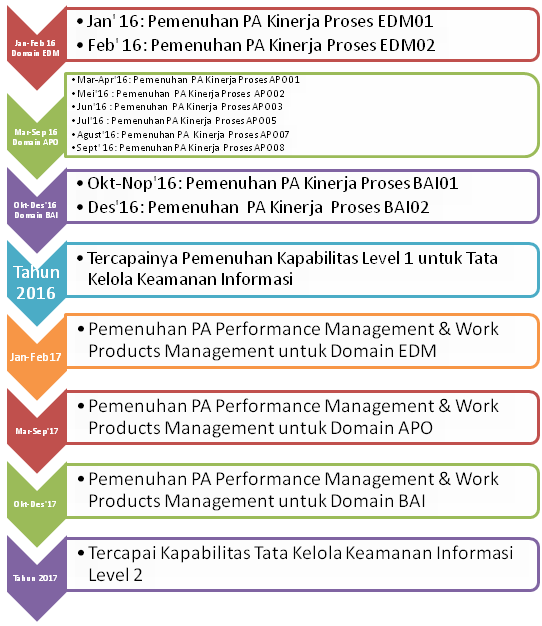 Jan-Feb 16
Domain EDM
• Jan' 16: Pemenuhan PA Kinerja Proses EDM01
• Feb' 16: Pemenuhan PA Kinerja Proses EDM02
Mar-Sep 16
Domain APO
• Mar-Apr'16: Pemenuhan PA Kinerja Proses APO01
• Mei'16 : Pemenuhan PA Kinerja Proses APO02
• Jun'16 : Pemenuhan PA Kinerja Proses APO03
• Jul'16 : Pemenuhan PA Kinerja Proses APO05
• Agust'16: Pemenuhan PA Kinerja Proses APO07
• Sept' 16: Pemenuhan PA Kinerja Proses APO08
Okt-Des'16
Domain BAI
• Okt-Nop'16: Pemenuhan PA Kinerja Proses BAI01
• Des'16: Pemenuhan PA Kinerja Proses BAI02
Tahun
2016
• Tercapainya Pemenuhan Kapabilitas Level 1 untuk Tata
Kelola Keamanan Informasi
Jan-Feb17
• Pemenuhan PA Performance Management & Work
Products Management untuk Domain EDM
Mar-Sep'17
• Pemenuhan PA Performance Management & Work
Products Management untuk Domain APO
Okt-Des'17
• Pemenuhan PA Performance Management & Work
Products Management untuk Domain BAI
Tahun 2017
• Tercapai Kapabilitas Tata Kelola Keamanan Informasi
Level 2